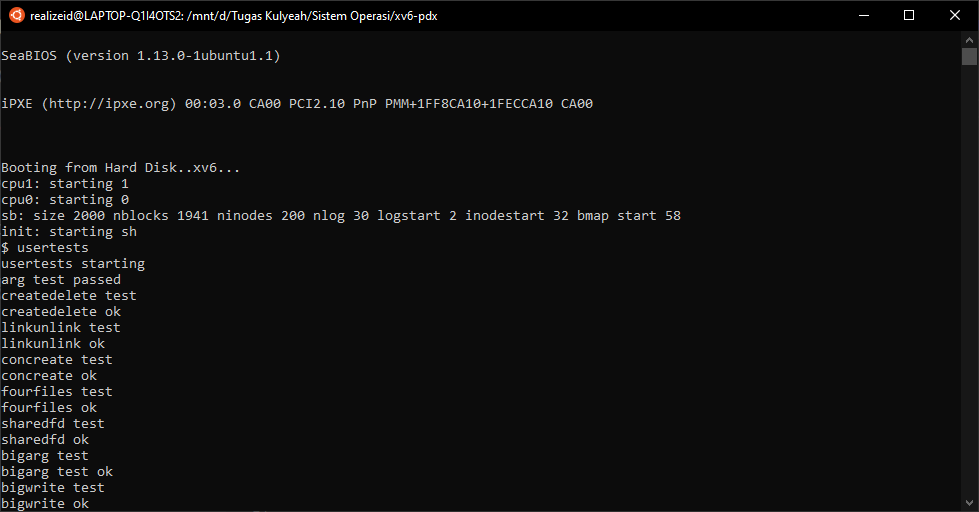 realizeid@LAPTOP-Q1I4OTS2: /mnt/d/Tugas Kulyeah/Sistem Operasi/xv6-pdx
SeaBIOS (version 1.13.0-1ubuntu1.1)
iPXE (http://ipxe.org) 00:03.0 CA00 PCI2.10 PnP PMM+1FF8CA10+1FECCA10 CA00
Booting from Hard Disk..xv6...
cpu1: starting 1
cpu0: starting 0
sb: size 2000 nblocks 1941 ninodes 200 nlog 30 logstart 2 inodestart 32 bmap start 58
init: starting sh
$ usertests
usertests starting
arg test passed
createdelete test
createdelete ok
linkunlink test
linkunlink ok
concreate test
concreate ok
fourfiles test
fourfiles ok
sharedfd test
sharedfd ok
bigarg test
bigarg test ok
bigwrite test
bigwrite ok